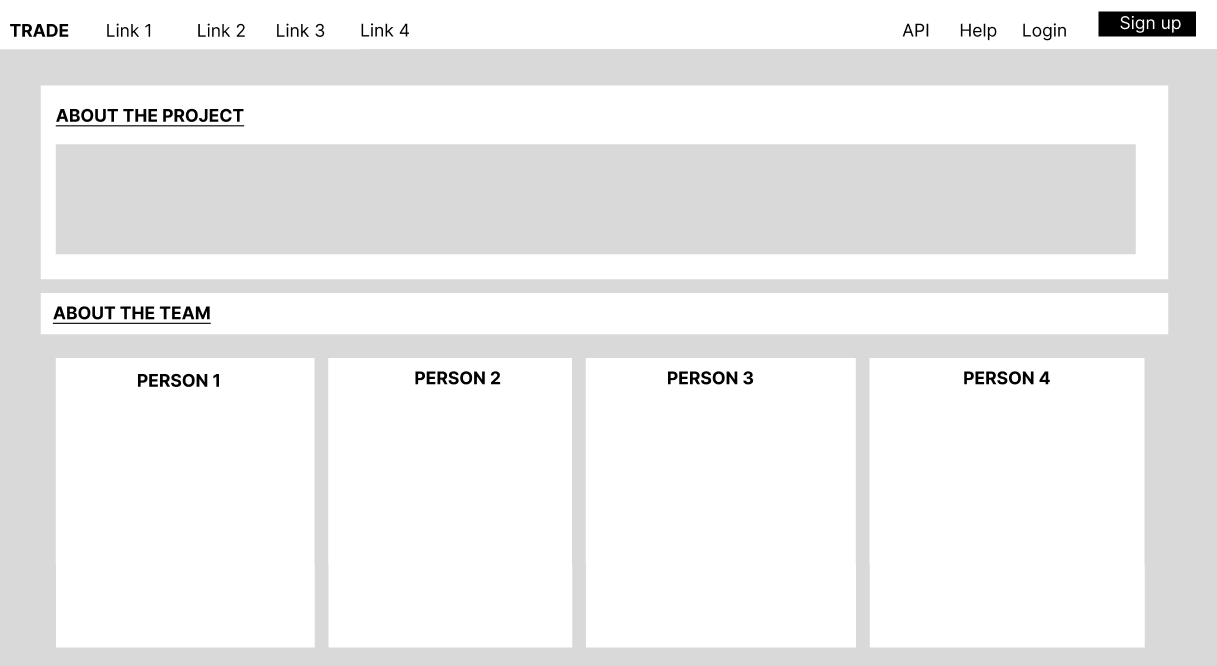 TRADE Link 1 Link 2 Link 3 Link 4 API Help Login Sign up
ABOUT THE PROJECT
ABOUT THE TEAM
PERSON 1 PERSON 2 PERSON 3 PERSON 4